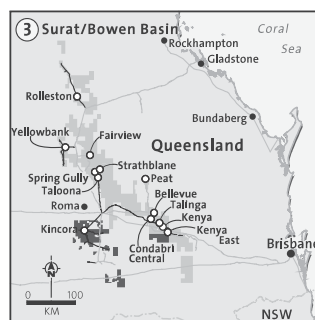 3 Surat/Bowen Basin
Coral
Sea
Rockhampton
Gladstone
Rolleston
Bundaberg
Yellowbank
Fairview
Queensland
Strathblane
Spring Gully
Taloona
Peat
Roma
Bellevue
Talinga
Kenya
Kincora
Kenya
East
Condabri
Central
Brisbane
N
0 100
KM
NSW